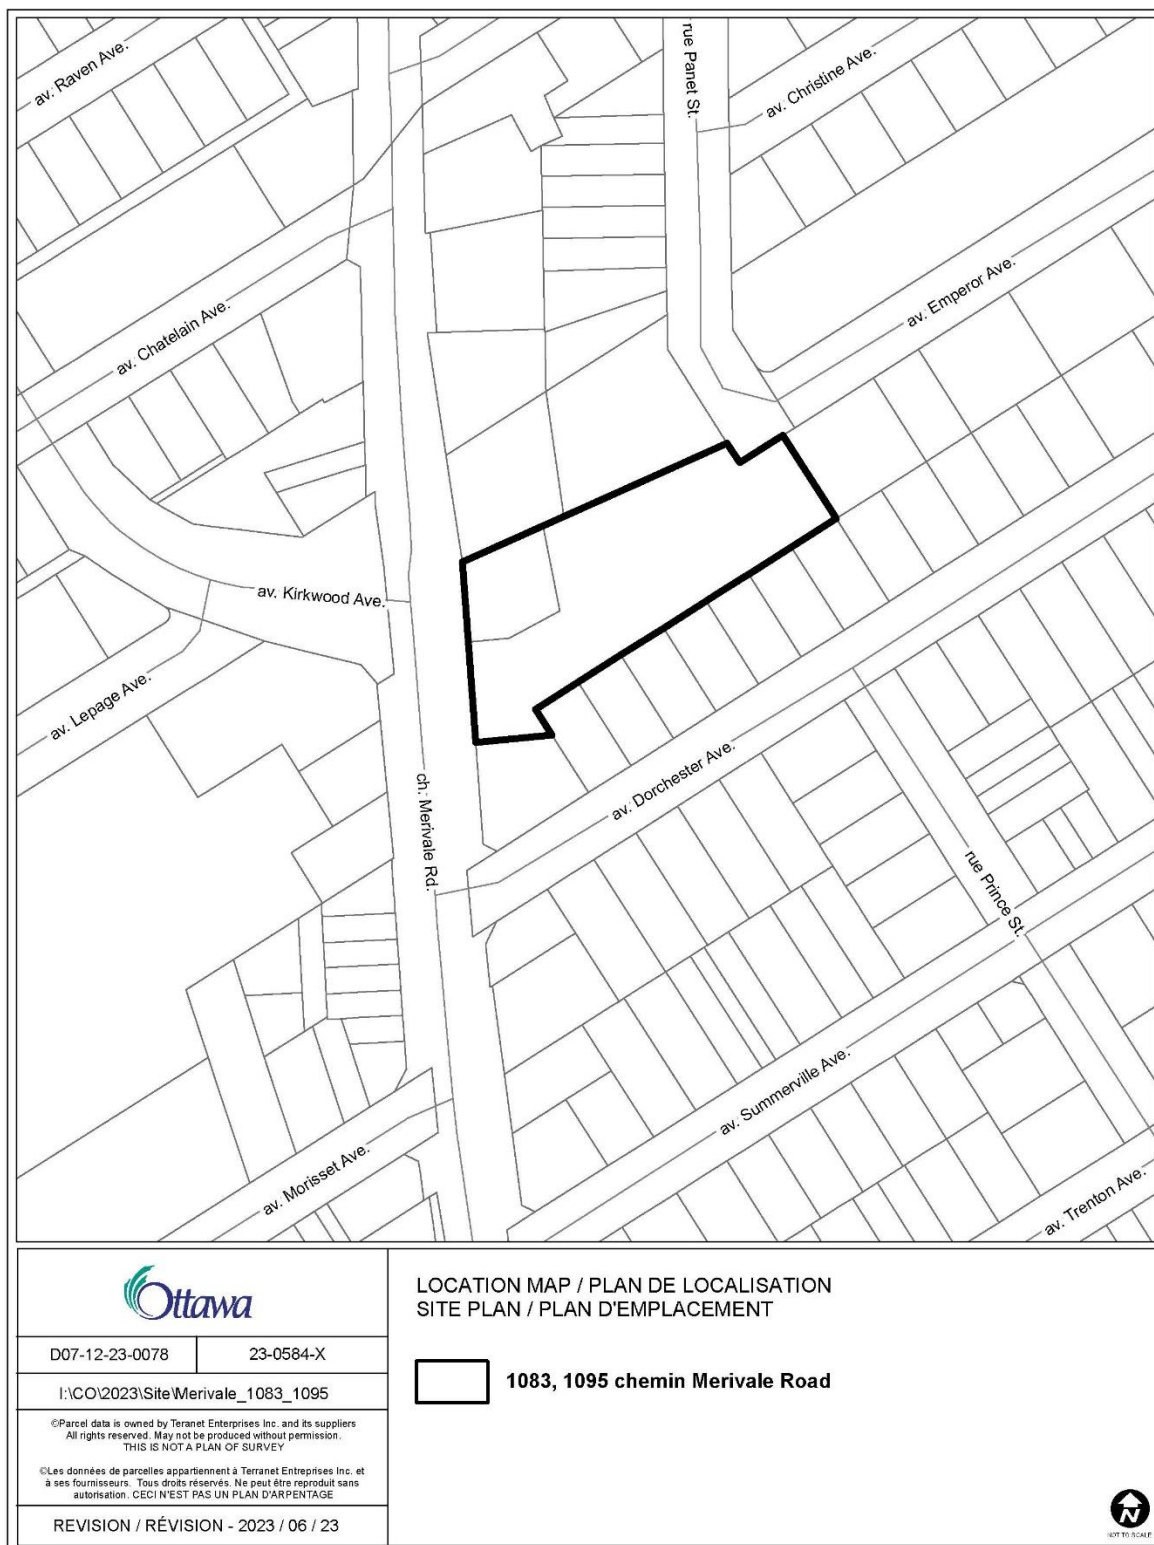 av. Raven Ave.
rue Panet St.
av. Christine Ave.
av. Emperor Ave.
av. Chatelain Ave.
av. Kirkwood Ave.
av. Lepage Ave.
ch. Merivale Rd.
av. Dorchester Ave.
rue Prince St.
av. Summerville Ave.
av. Morisset Ave.
av. Trenton Ave.
Ottawa
D07-12-23-0078
23-0584-X
I:\CO\2023\Site\Merivale_1083_1095
©Parcel data is owned by Teranet Enterprises Inc. and its suppliers
All rights reserved. May not be produced without permission.
THIS IS NOT A PLAN OF SURVEY
©Les données de parcelles appartiennent à Terranet Entreprises Inc. et
à ses fournisseurs. Tous droits réservés. Ne peut être reproduit sans
autorisation. CECI N'EST PAS UN PLAN D'ARPENTAGE
REVISION / RÉVISION - 2023 / 06 / 23
LOCATION MAP / PLAN DE LOCALISATION
SITE PLAN / PLAN D'EMPLACEMENT
1083, 1095 chemin Merivale Road
N
NOT TO SCALE